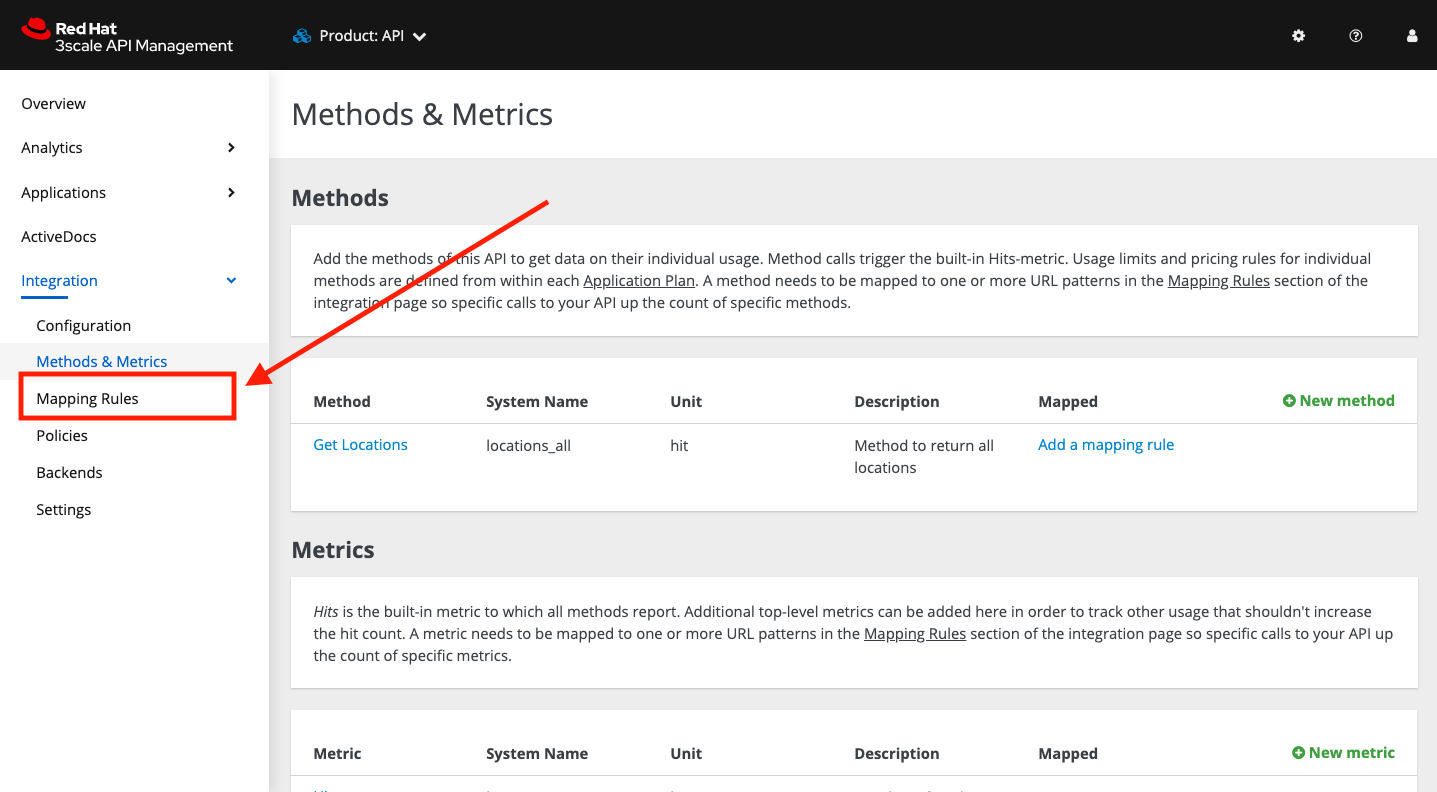 Red Hat
3scale API Management
Product: API
Overview
Analytics
Applications
ActiveDocs
Integration
Configuration
Methods & Metrics
Mapping Rules
Policies
Backends
Settings
Methods & Metrics
Methods
Add the methods of this API to get data on their individual usage. Method calls trigger the built-in Hits-metric. Usage limits and pricing rules for individual
methods are defined from within each Application Plan. A method needs to be mapped to one or more URL patterns in the Mapping Rules section of the
integration page so specific calls to your API up the count of specific methods.
Method System Name Unit Description Mapped New method
Get Locations locations_all hit Method to return all Add a mapping rule
locations
Metrics
Hits is the built-in metric to which all methods report. Additional top-level metrics can be added here in order to track other usage that shouldn't increase
the hit count. A metric needs to be mapped to one or more URL patterns in the Mapping Rules section of the integration page so specific calls to your API up
the count of specific metrics.
Metric System Name Unit Description Mapped New metric